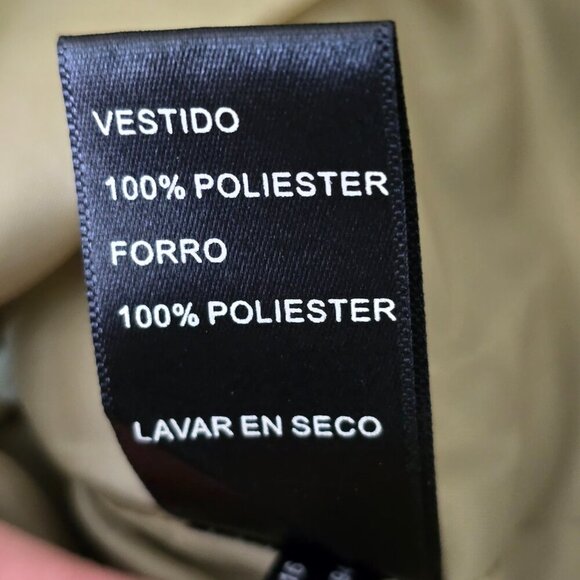 VESTIDO
100% POLIESTER
FORRO
100% POLIESTER
LAVAR EN SECO